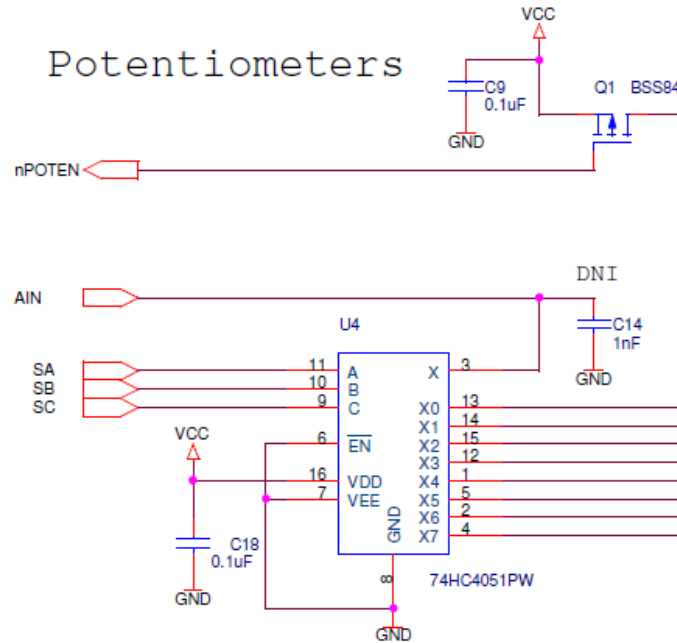 VCC
Potentiometers
C9
0.1uF
Q1 BSS84
GND
nPOTEN
DNI
AIN
C14
1nF
GND
U4
SA 11 A X 3
SB 10 B
SC 9 C X0 13
X1 14
VCC
6 EN X2 15
X3 12
16 VDD X4 1
7 VEE X5 5
X6 2
GND X7 4
C18
0.1uF
8
74HC4051PW
GND
GND